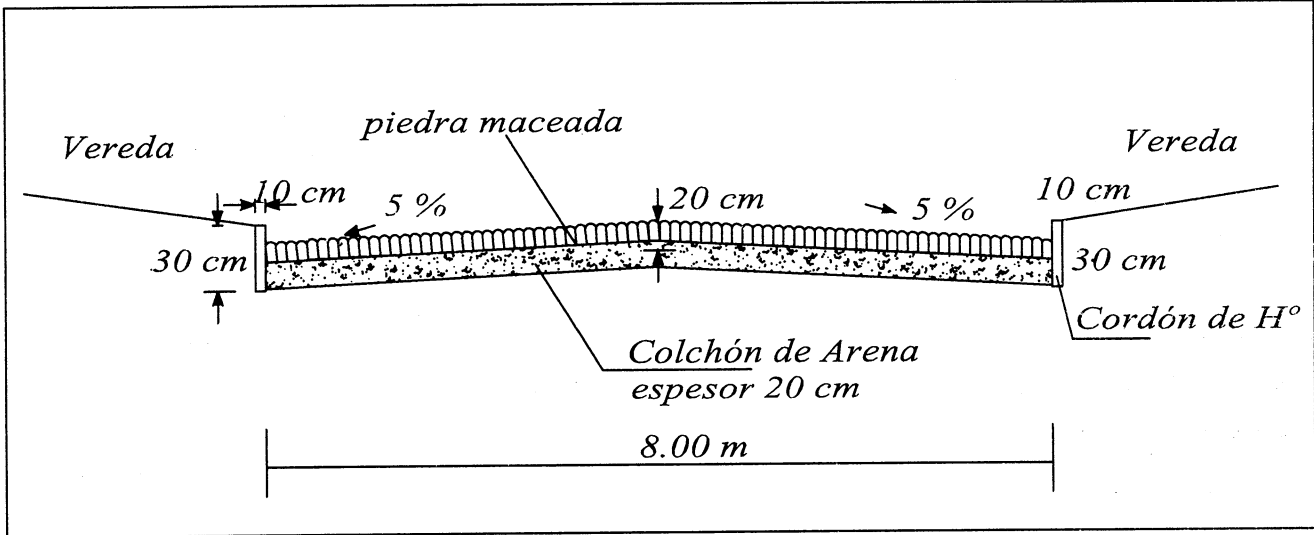 piedra maceada
Vereda
Vereda
10 cm
5 %
20 cm
5 %
10 cm
30 cm
30 cm
Cordón de H°
Colchón de Arena
espesor 20 cm
8.00 m